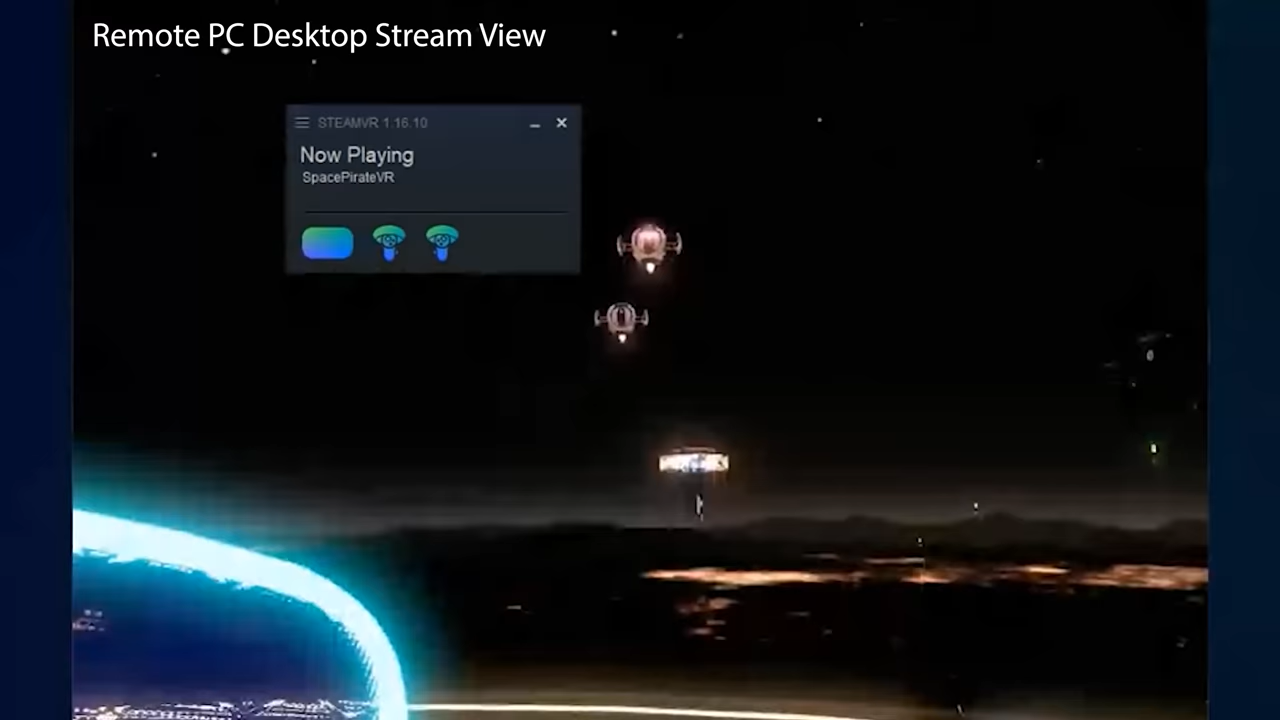 Remote PC Desktop Stream View
STEAMVR 1.16.10
Now Playing
SpacePirateVR